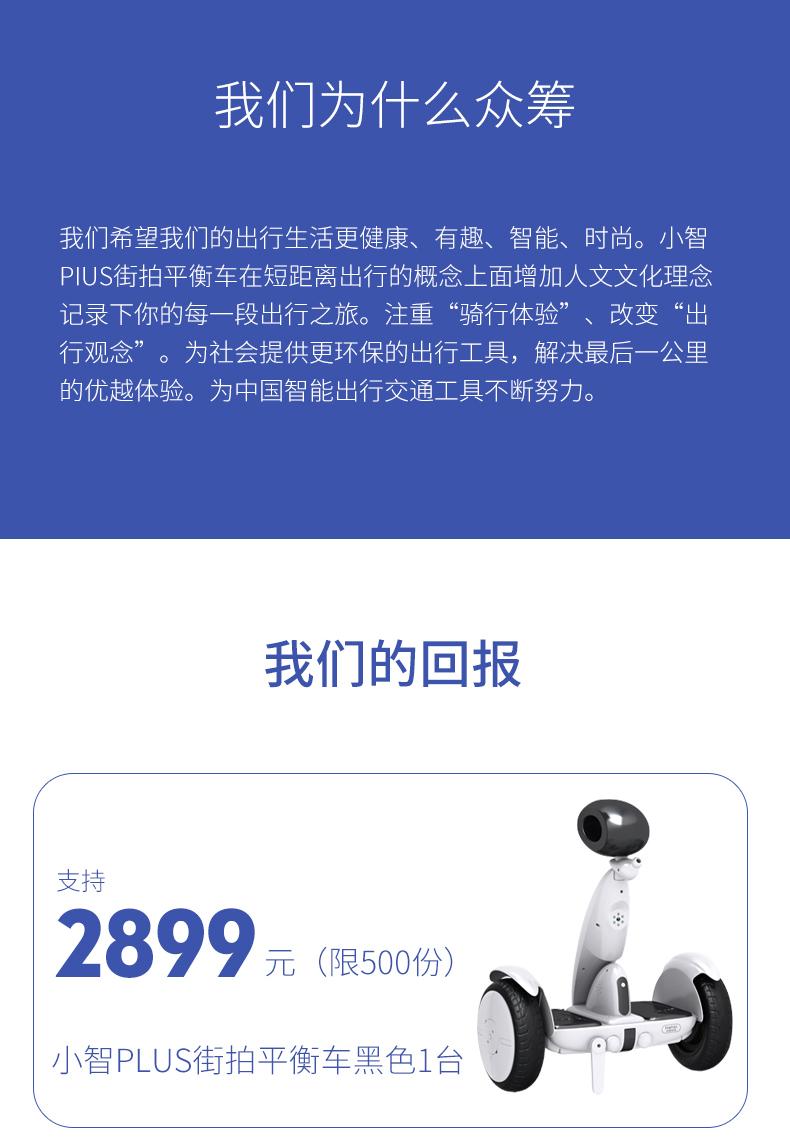 我们为什么众筹
我们希望我们的出行生活更健康、有趣、智能、时尚。小智
PIUS街拍平衡车在短距离出行的概念上面增加人文文化理念
记录下你的每一段出行之旅。注重“骑行体验”、改变“出
行观念”。为社会提供更环保的出行工具，解决最后一公里
的优越体验。为中国智能出行交通工具不断努力。
我们的回报
支持
2899元（限500份）
小智PLUS街拍平衡车黑色1台